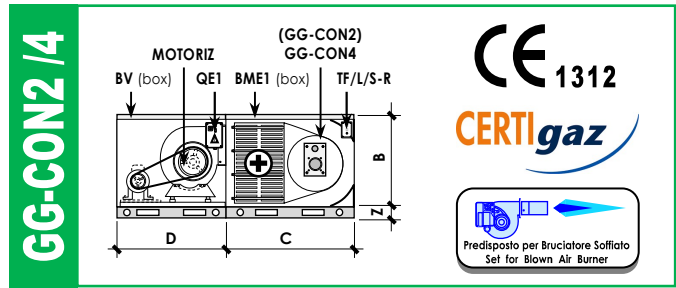 GG-CON2 /4
(GG-CON2)
MOTORIZ GG-CON4
BV (box) QE1 BME1 (box) TF/L/S-R
B
Z
D C
CE 1312
CERTIgaz
Predisposto per Bruciatore Soffiato
Set for Blown Air Burner